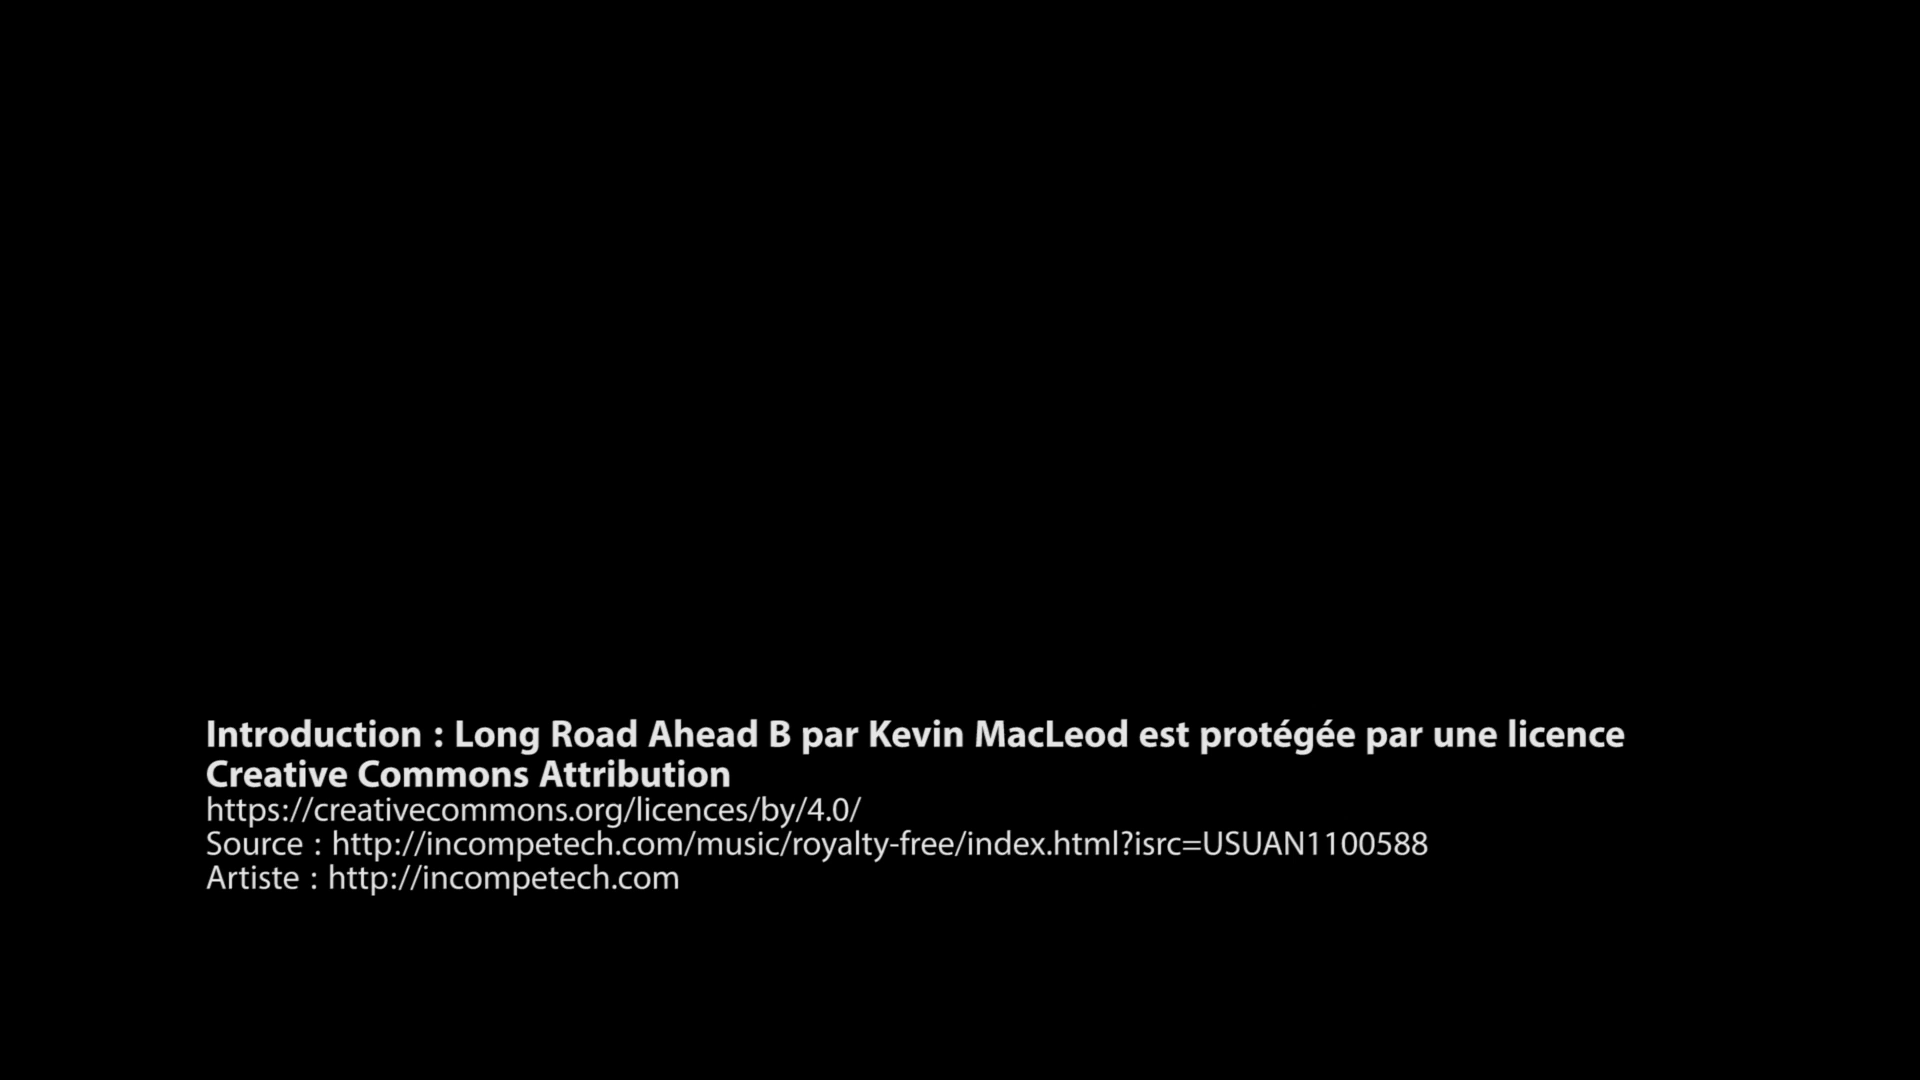 Introduction : Long Road Ahead B par Kevin MacLeod est protégée par une licence
Creative Commons Attribution
https://creativecommons.org/licences/by/4.0/
Source : http://incompetech.com/music/royalty-free/index.html?isrc=USUAN1100588
Artiste : http://incompetech.com